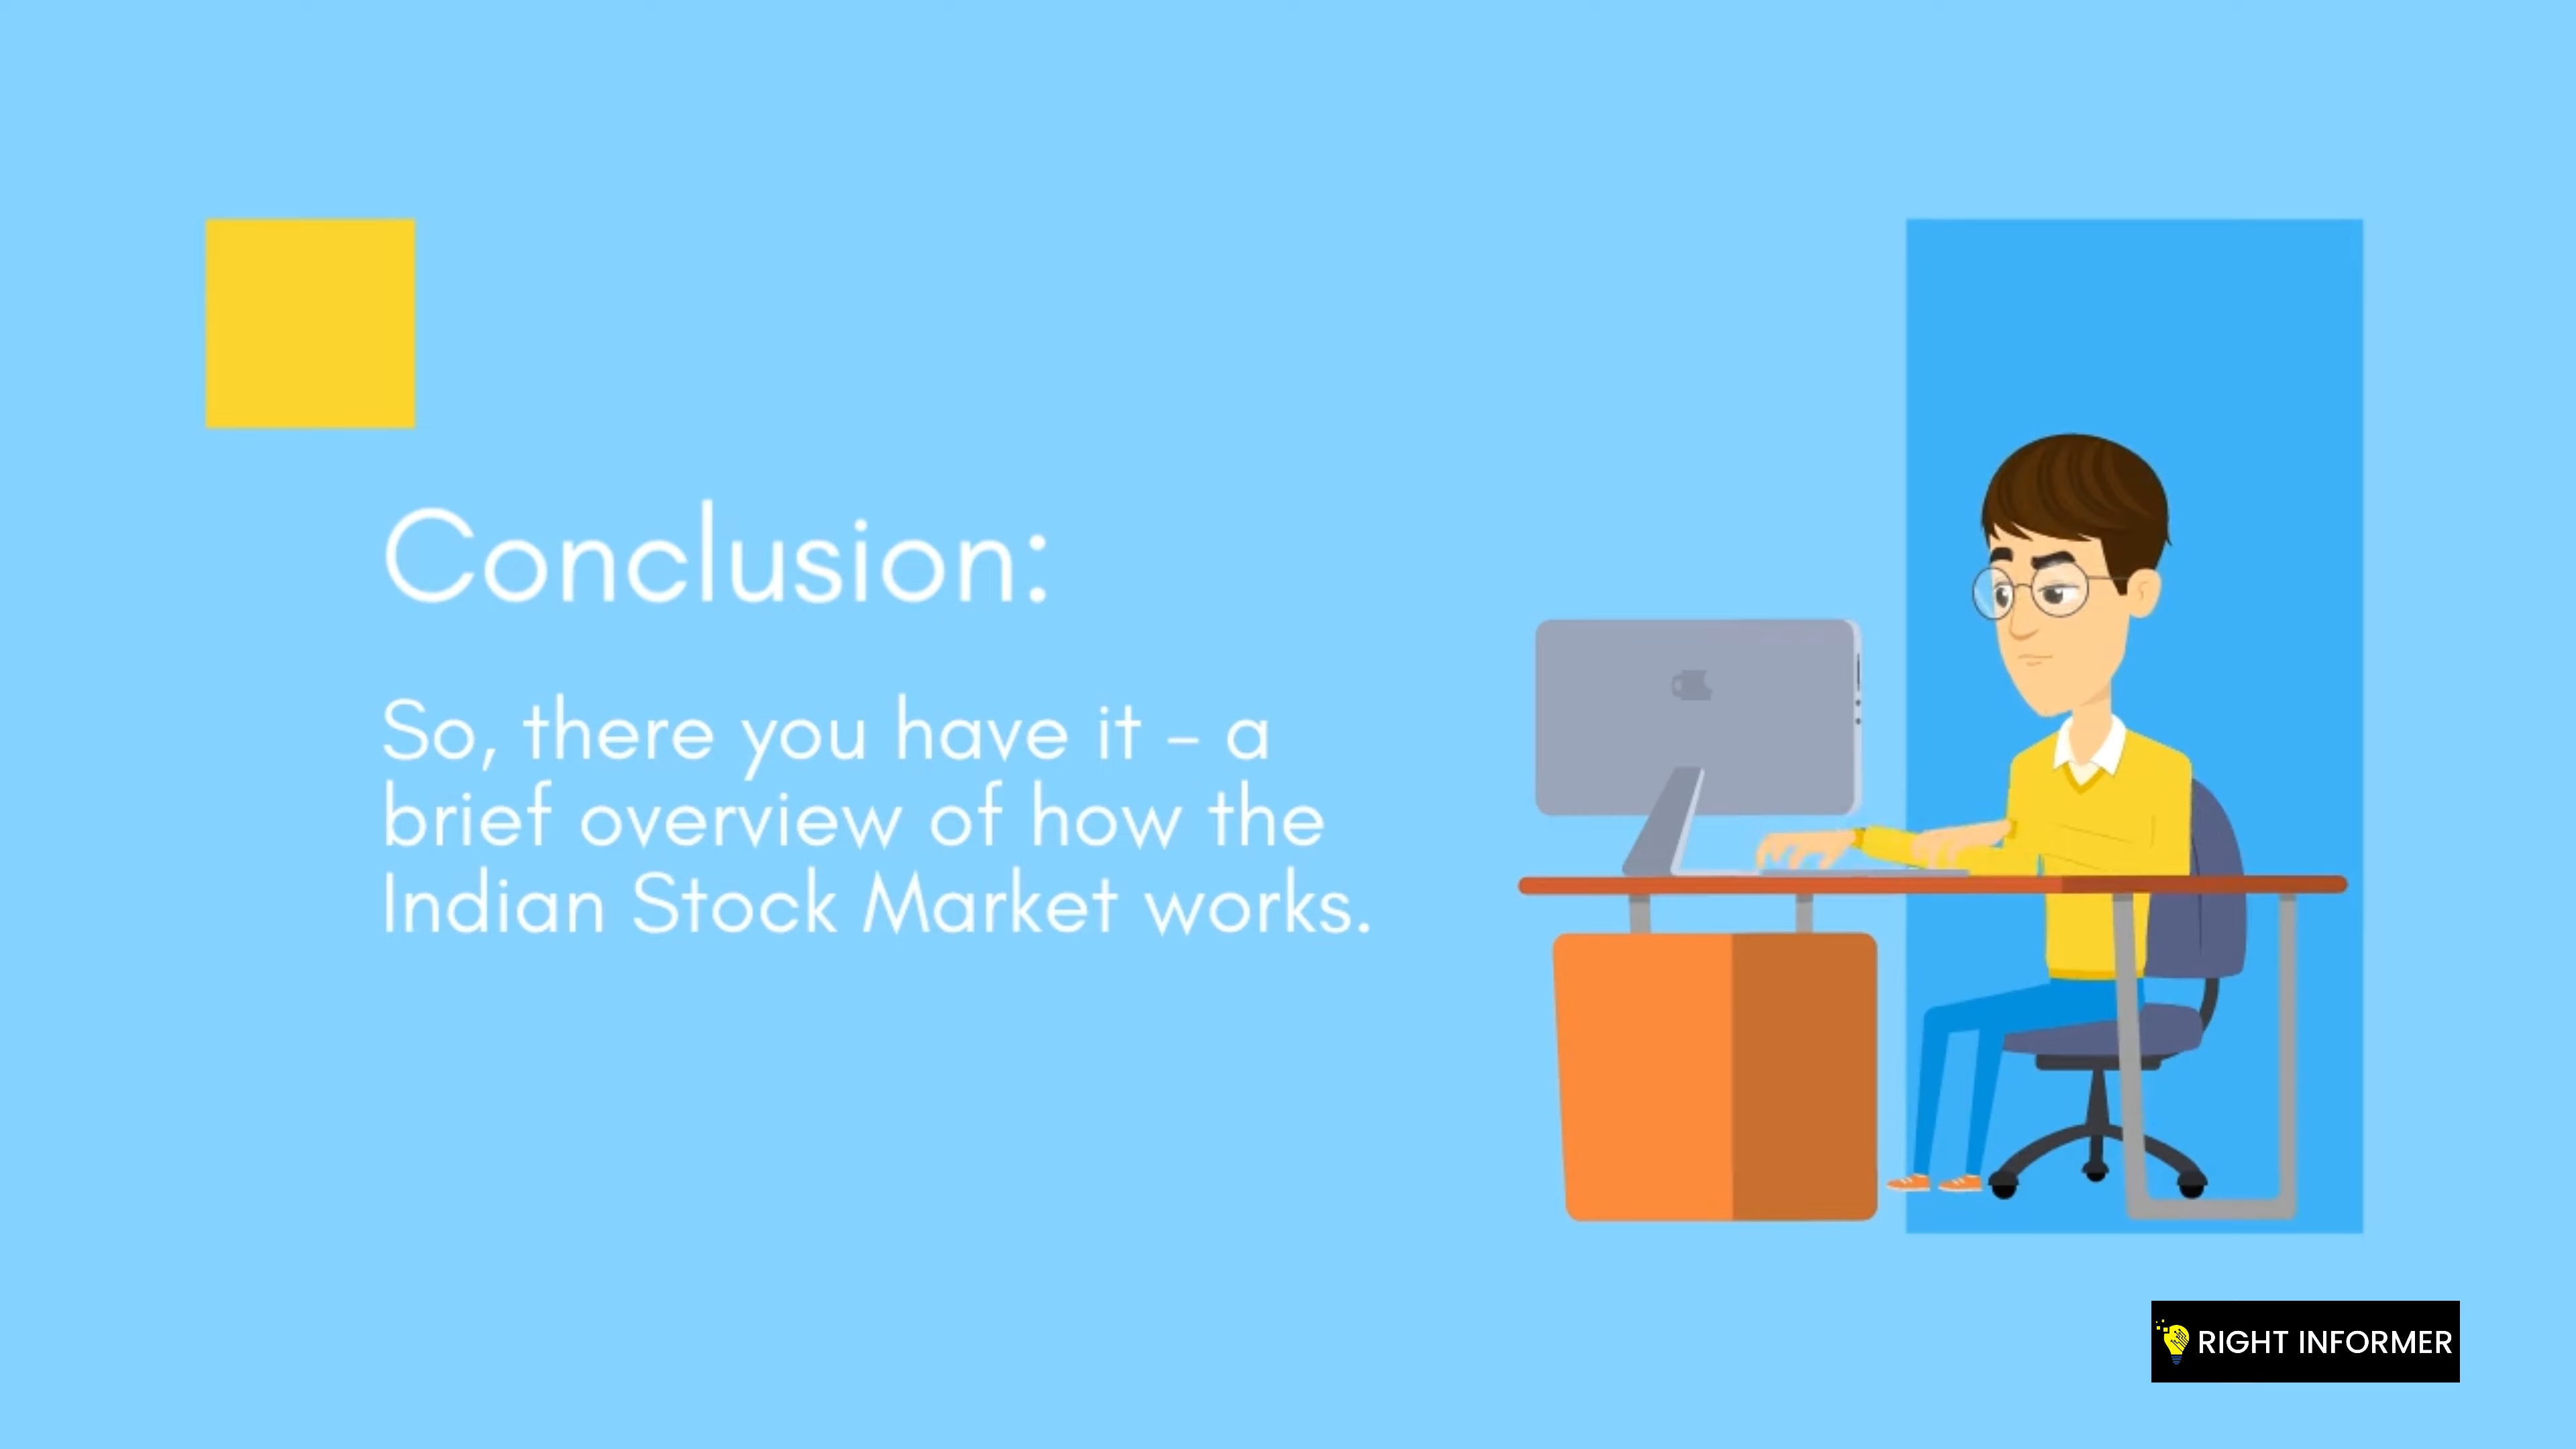 Conclusion:
So, there you have it – a
brief overview of how the
Indian Stock Market works.
RIGHT INFORMER